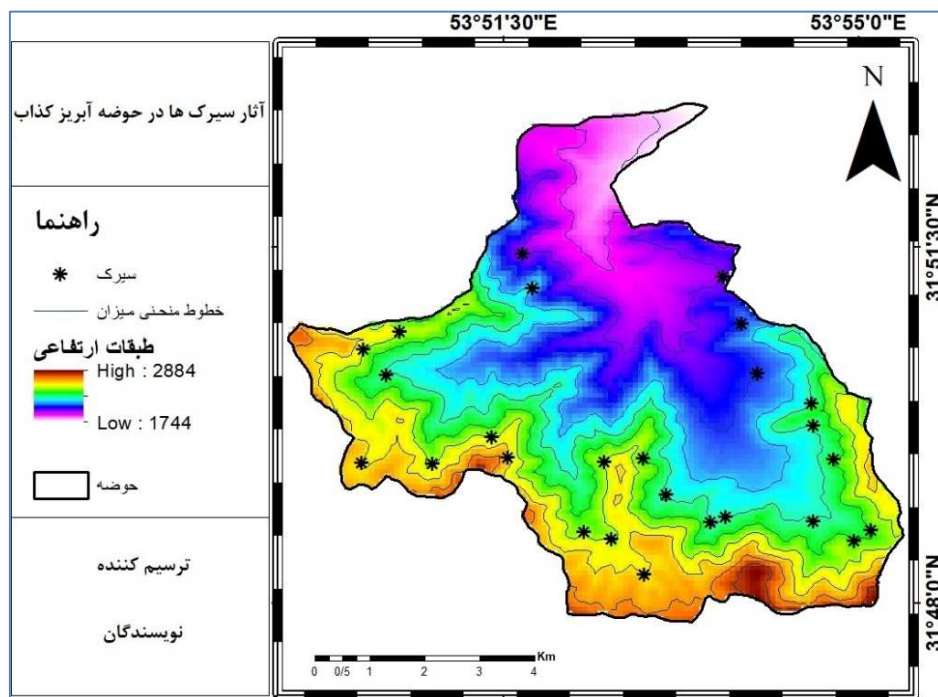 53°51'30"E
53°55'0"E
آثار سیرک ها در حوضه آبریز کذاب
N
31°51'30"N
راهنما
سیرک
خطوط منحنی میزان
طبقات ارتفاعی
High : 2884
Low : 1744
حوضه
ترسیم کننده
نویسندگان
31°48'0"N
Km
0 0/5 1 2 3 4